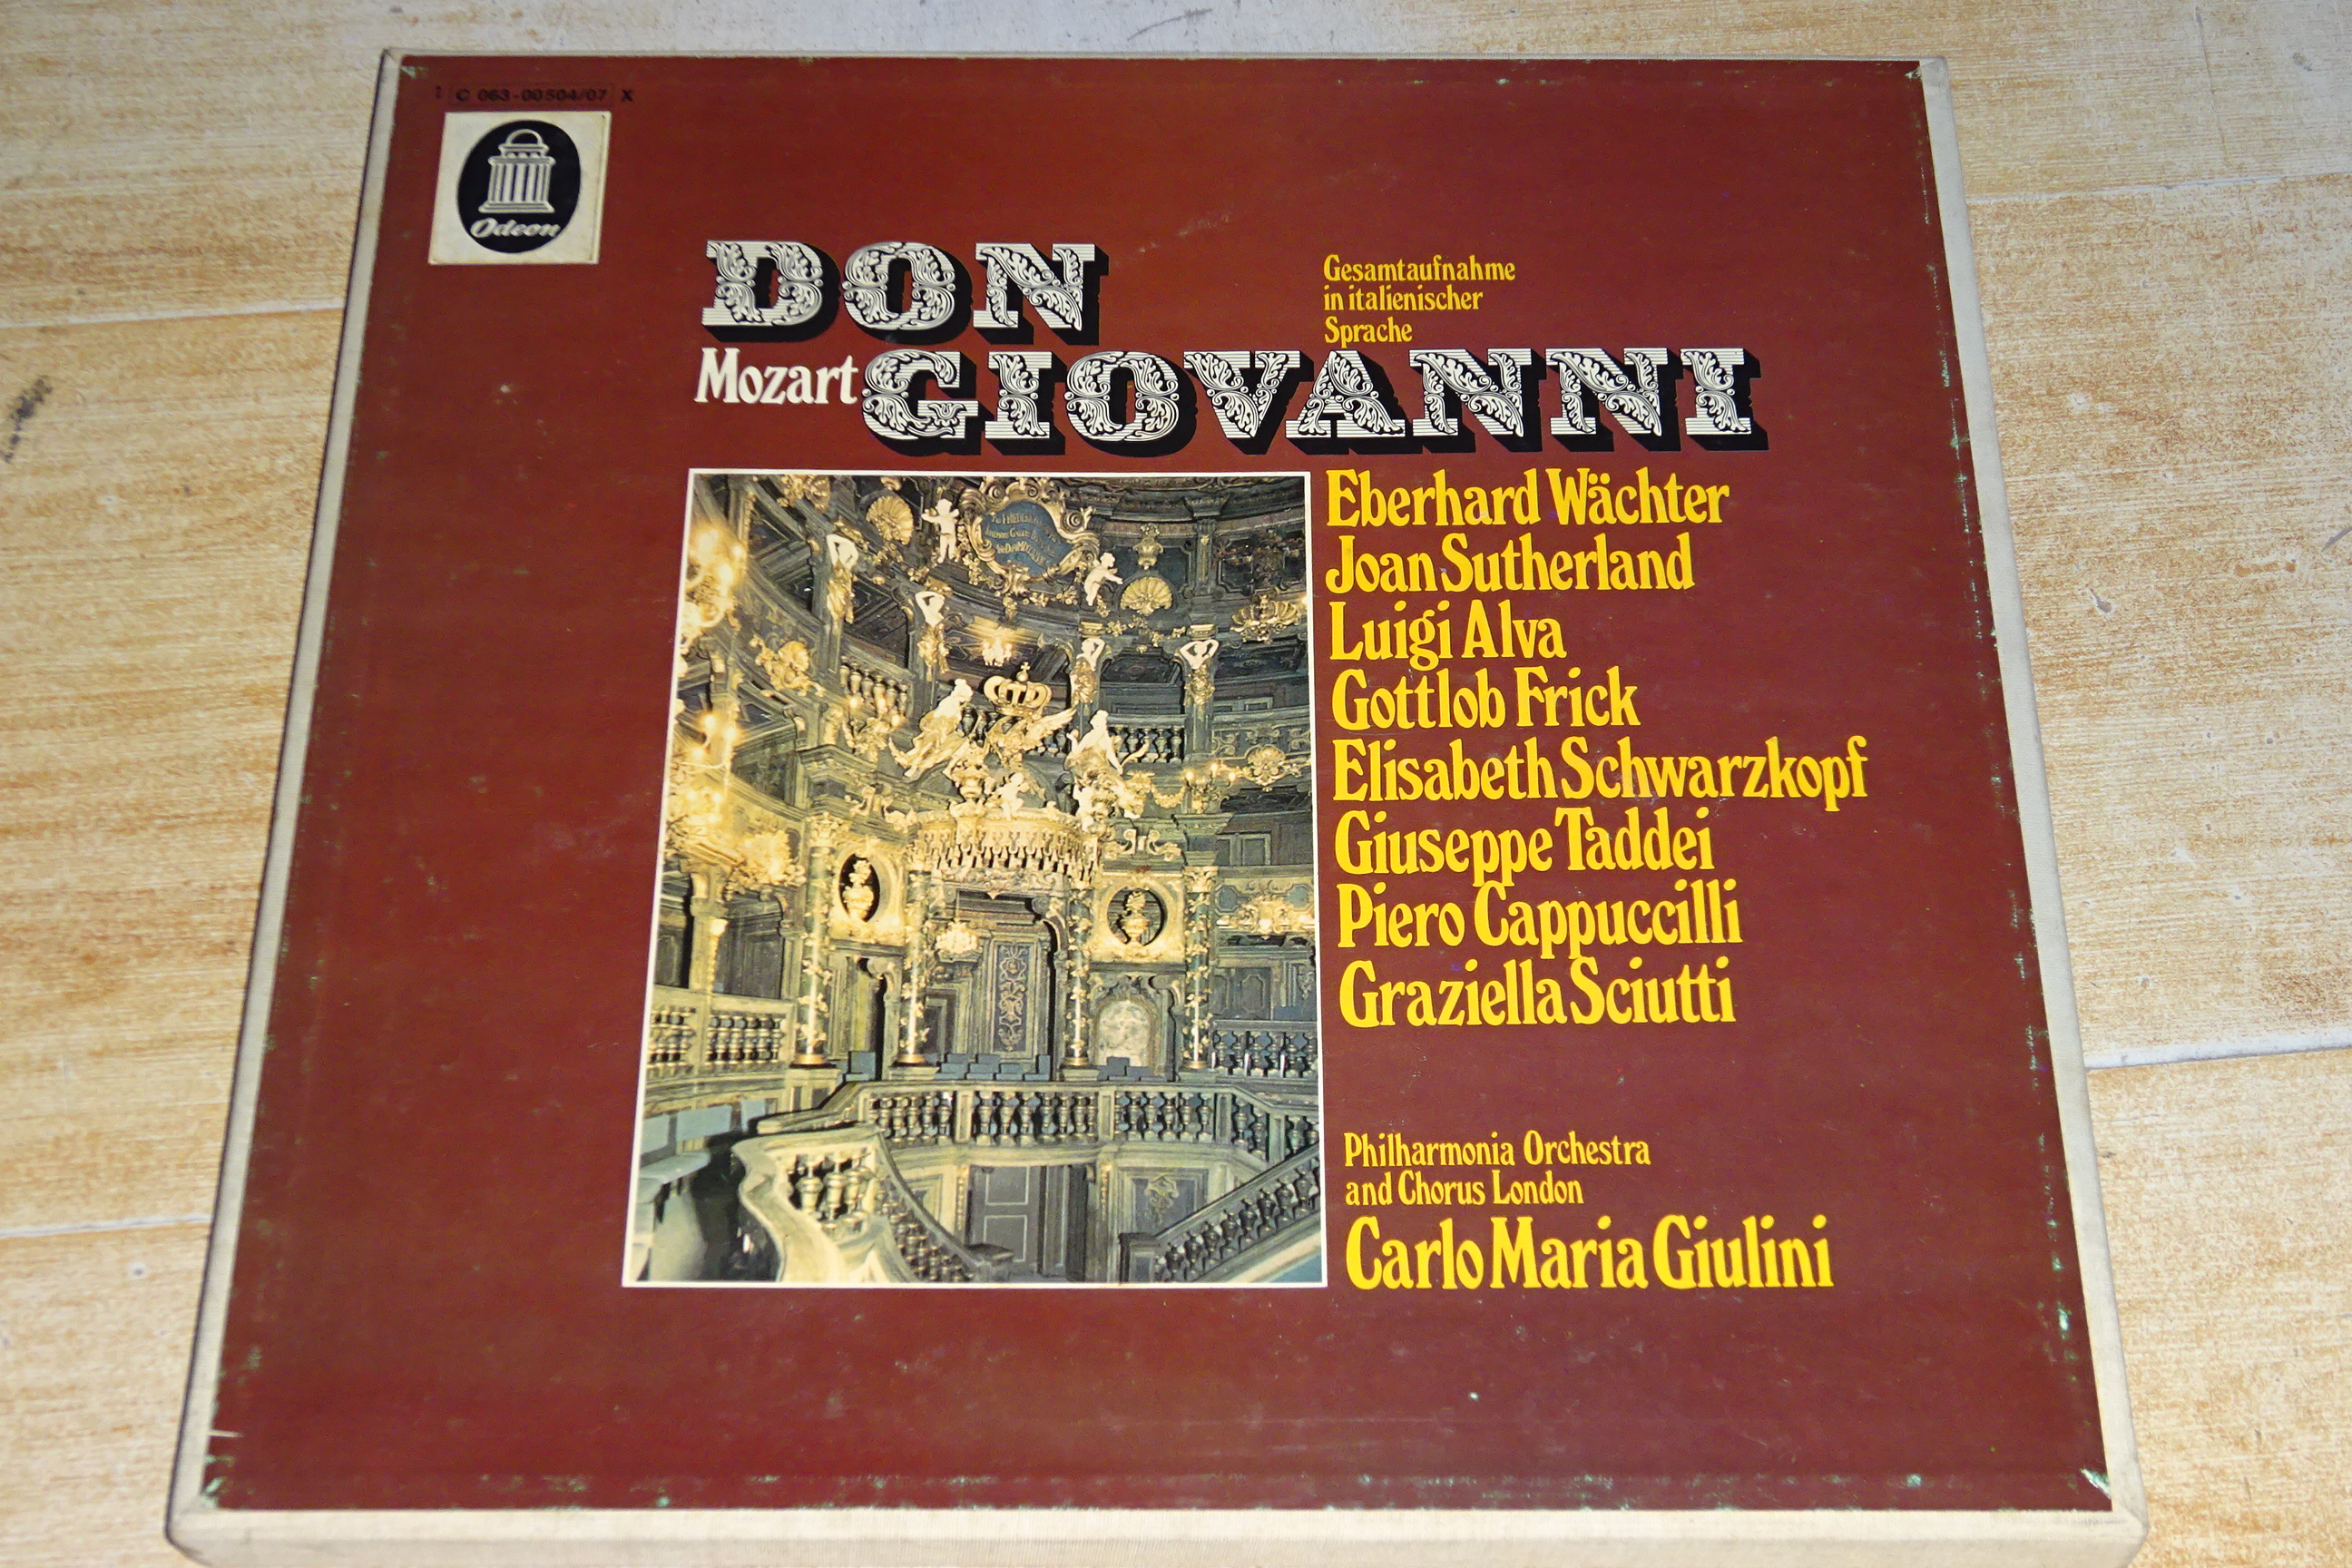 1 C 063-00504/07 X
Odeon
DON
Gesamtaufnahme
in italienischer
Sprache
Mozart GIOVANNI
Eberhard Wächter
Joan Sutherland
Luigi Alva
Gottlob Frick
Elisabeth Schwarzkopf
Giuseppe Taddei
Piero Cappuccilli
Graziella Sciutti
Philharmonia Orchestra
and Chorus London
Carlo Maria Giulini